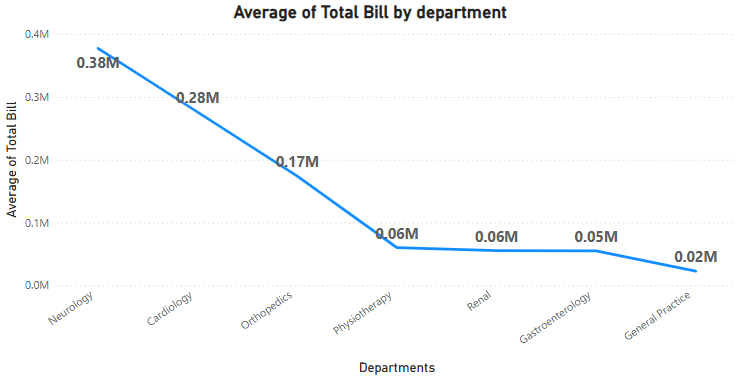 Average of Total Bill by department
Average of Total Bill
0.4M
0.3M
0.2M
0.1M
0.0M
0.38M
0.28M
0.17M
0.06M
0.06M
0.05M
0.02M
Neurology
Cardiology
Orthopedics
Physiotherapy
Renal
Gastroenterology
General Practice
Departments